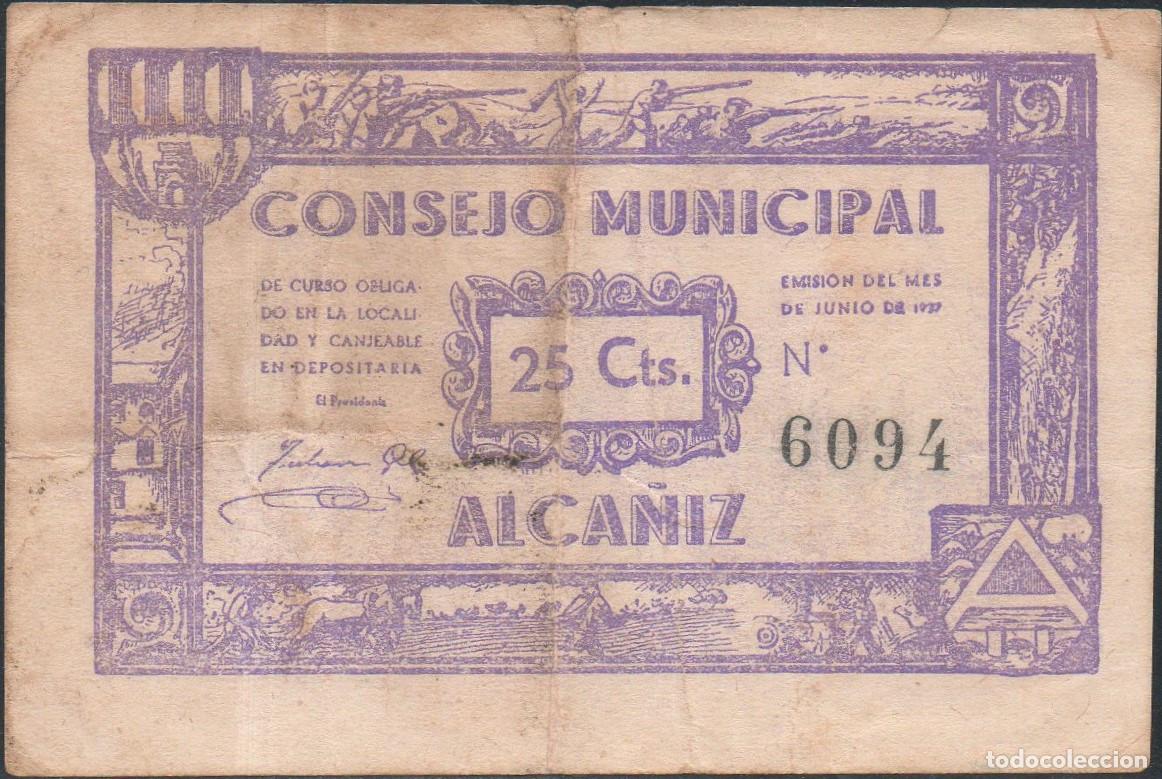 CONSEJO MUNICIPAL
DE CURSO OBLIGA-
DO EN LA LOCALI-
DAD Y CANJEABLE
EN DEPOSITARIA
El Presidente
25 Cts.
EMISION DEL MES
DE JUNIO DE 1937
N.º
6094
ALCAÑIZ
todocoleccion